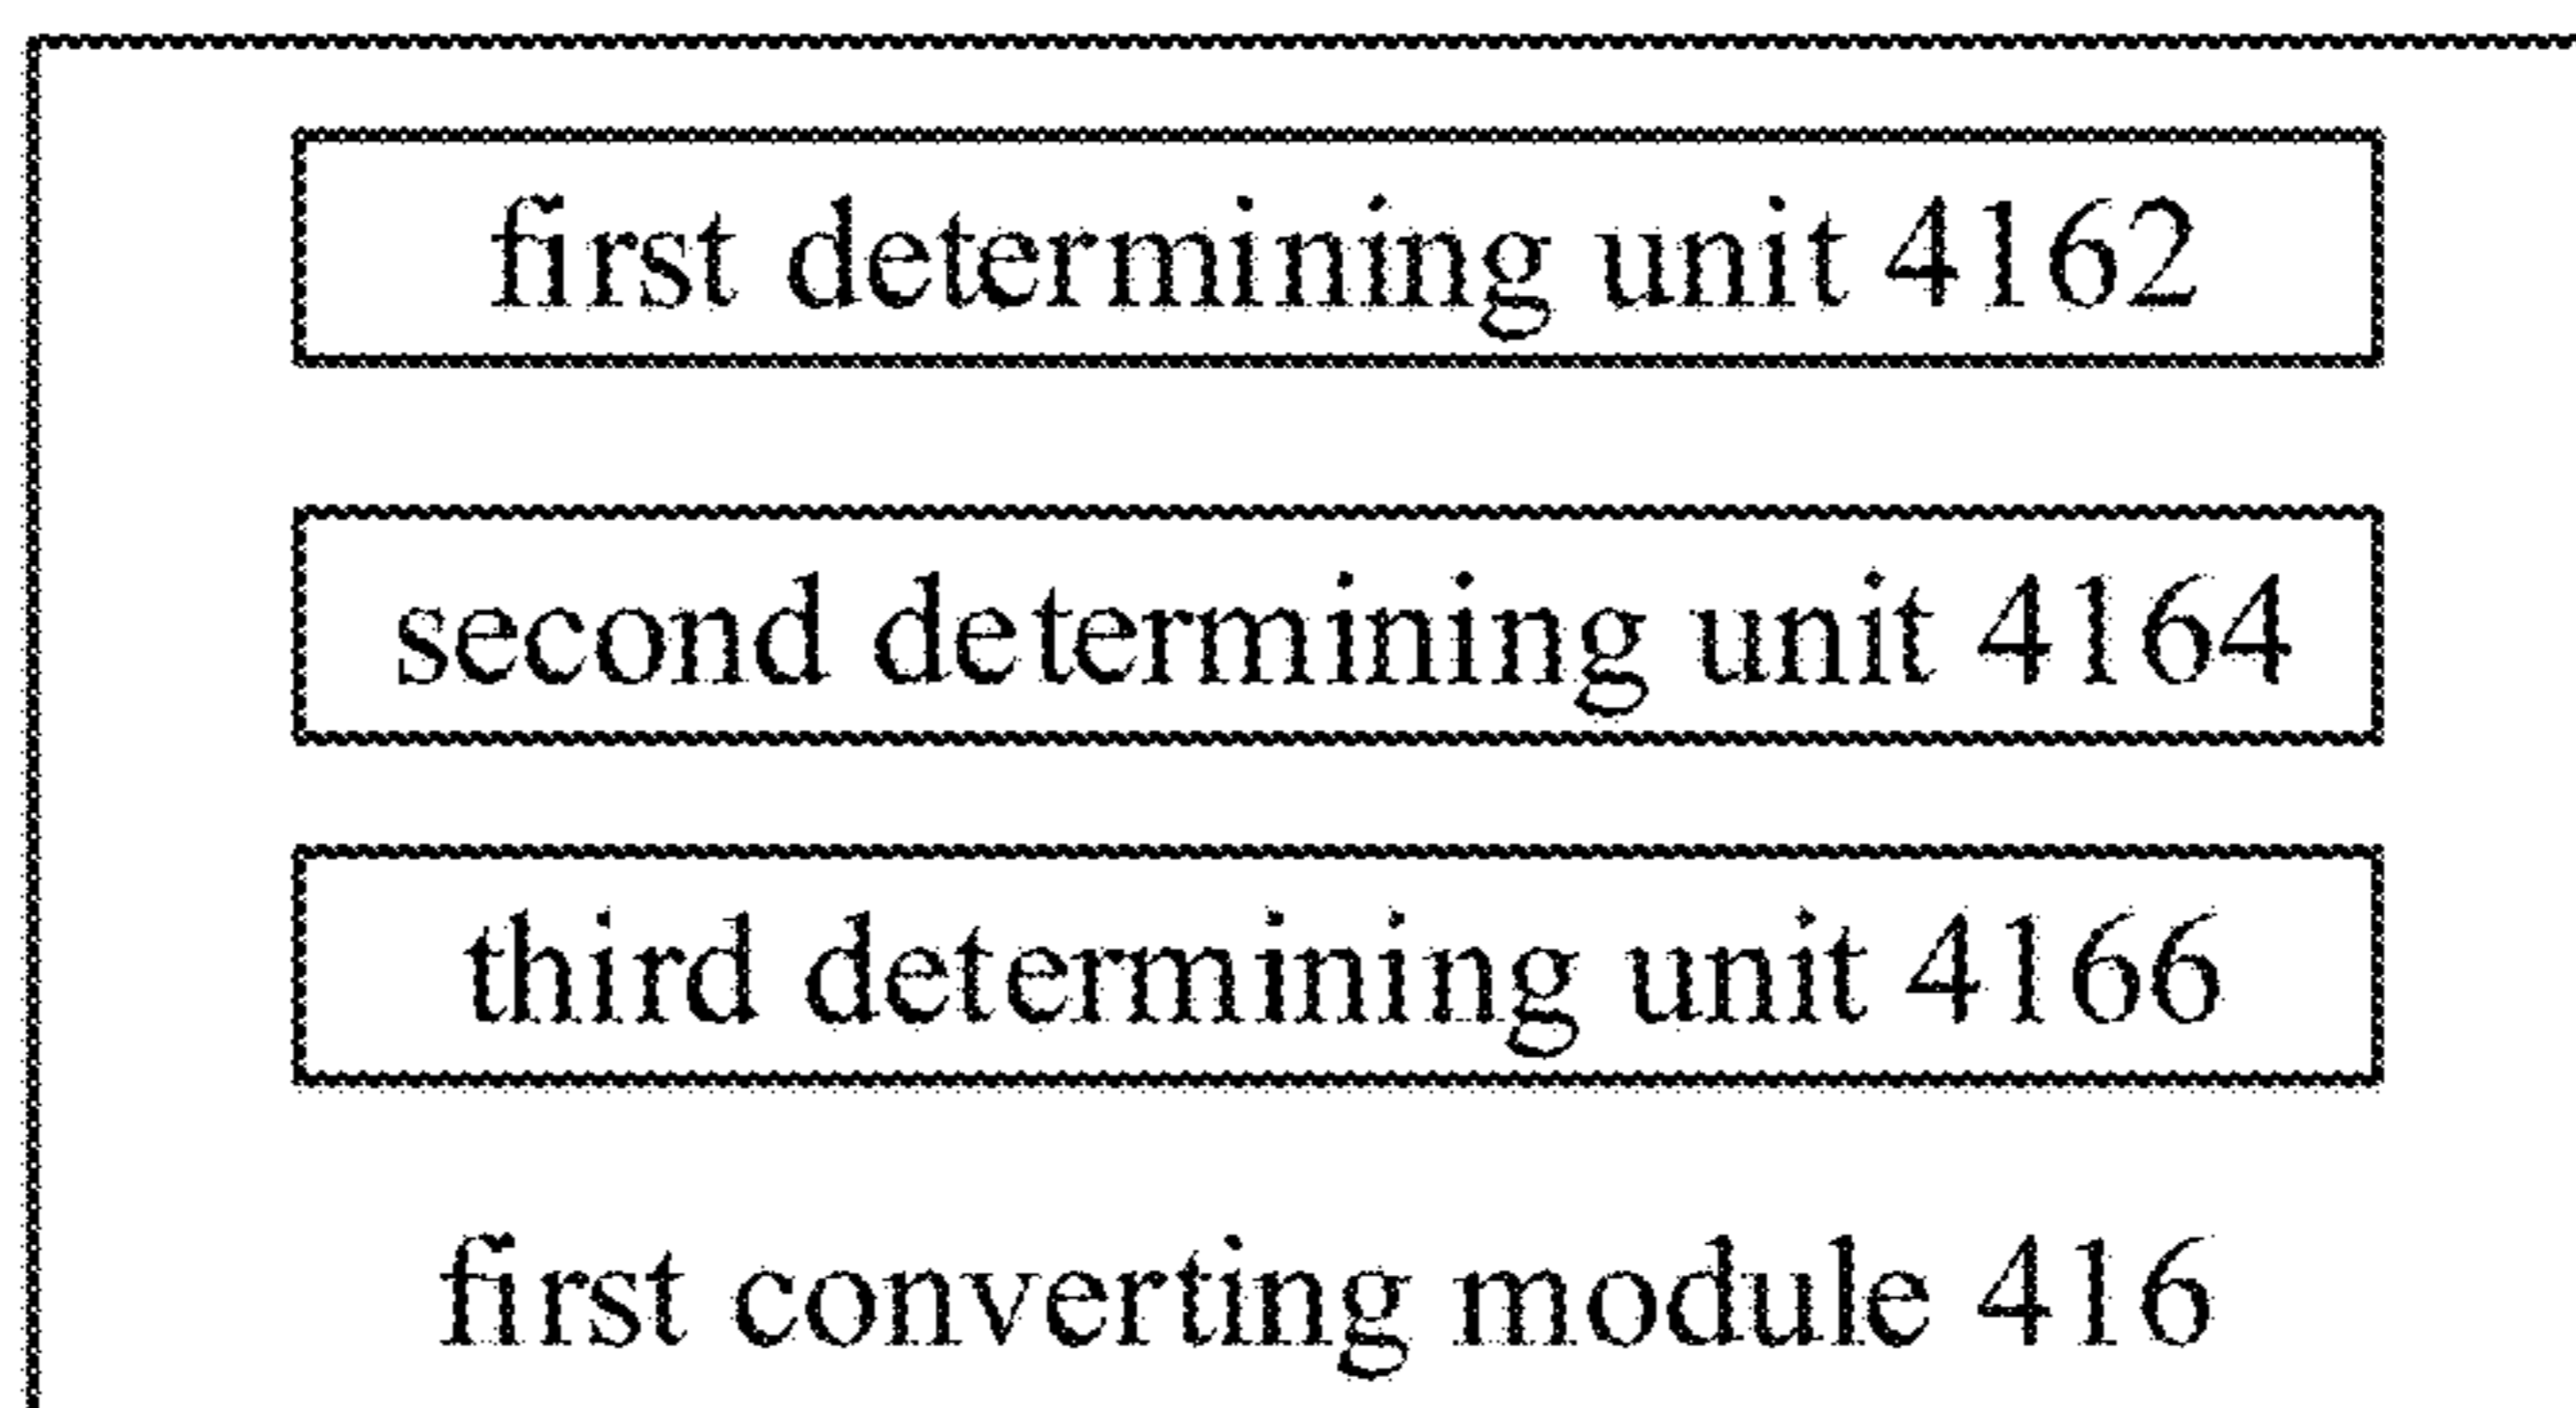 first determining unit 4162
second determining unit 4164
third determining unit 4166
first converting module 416